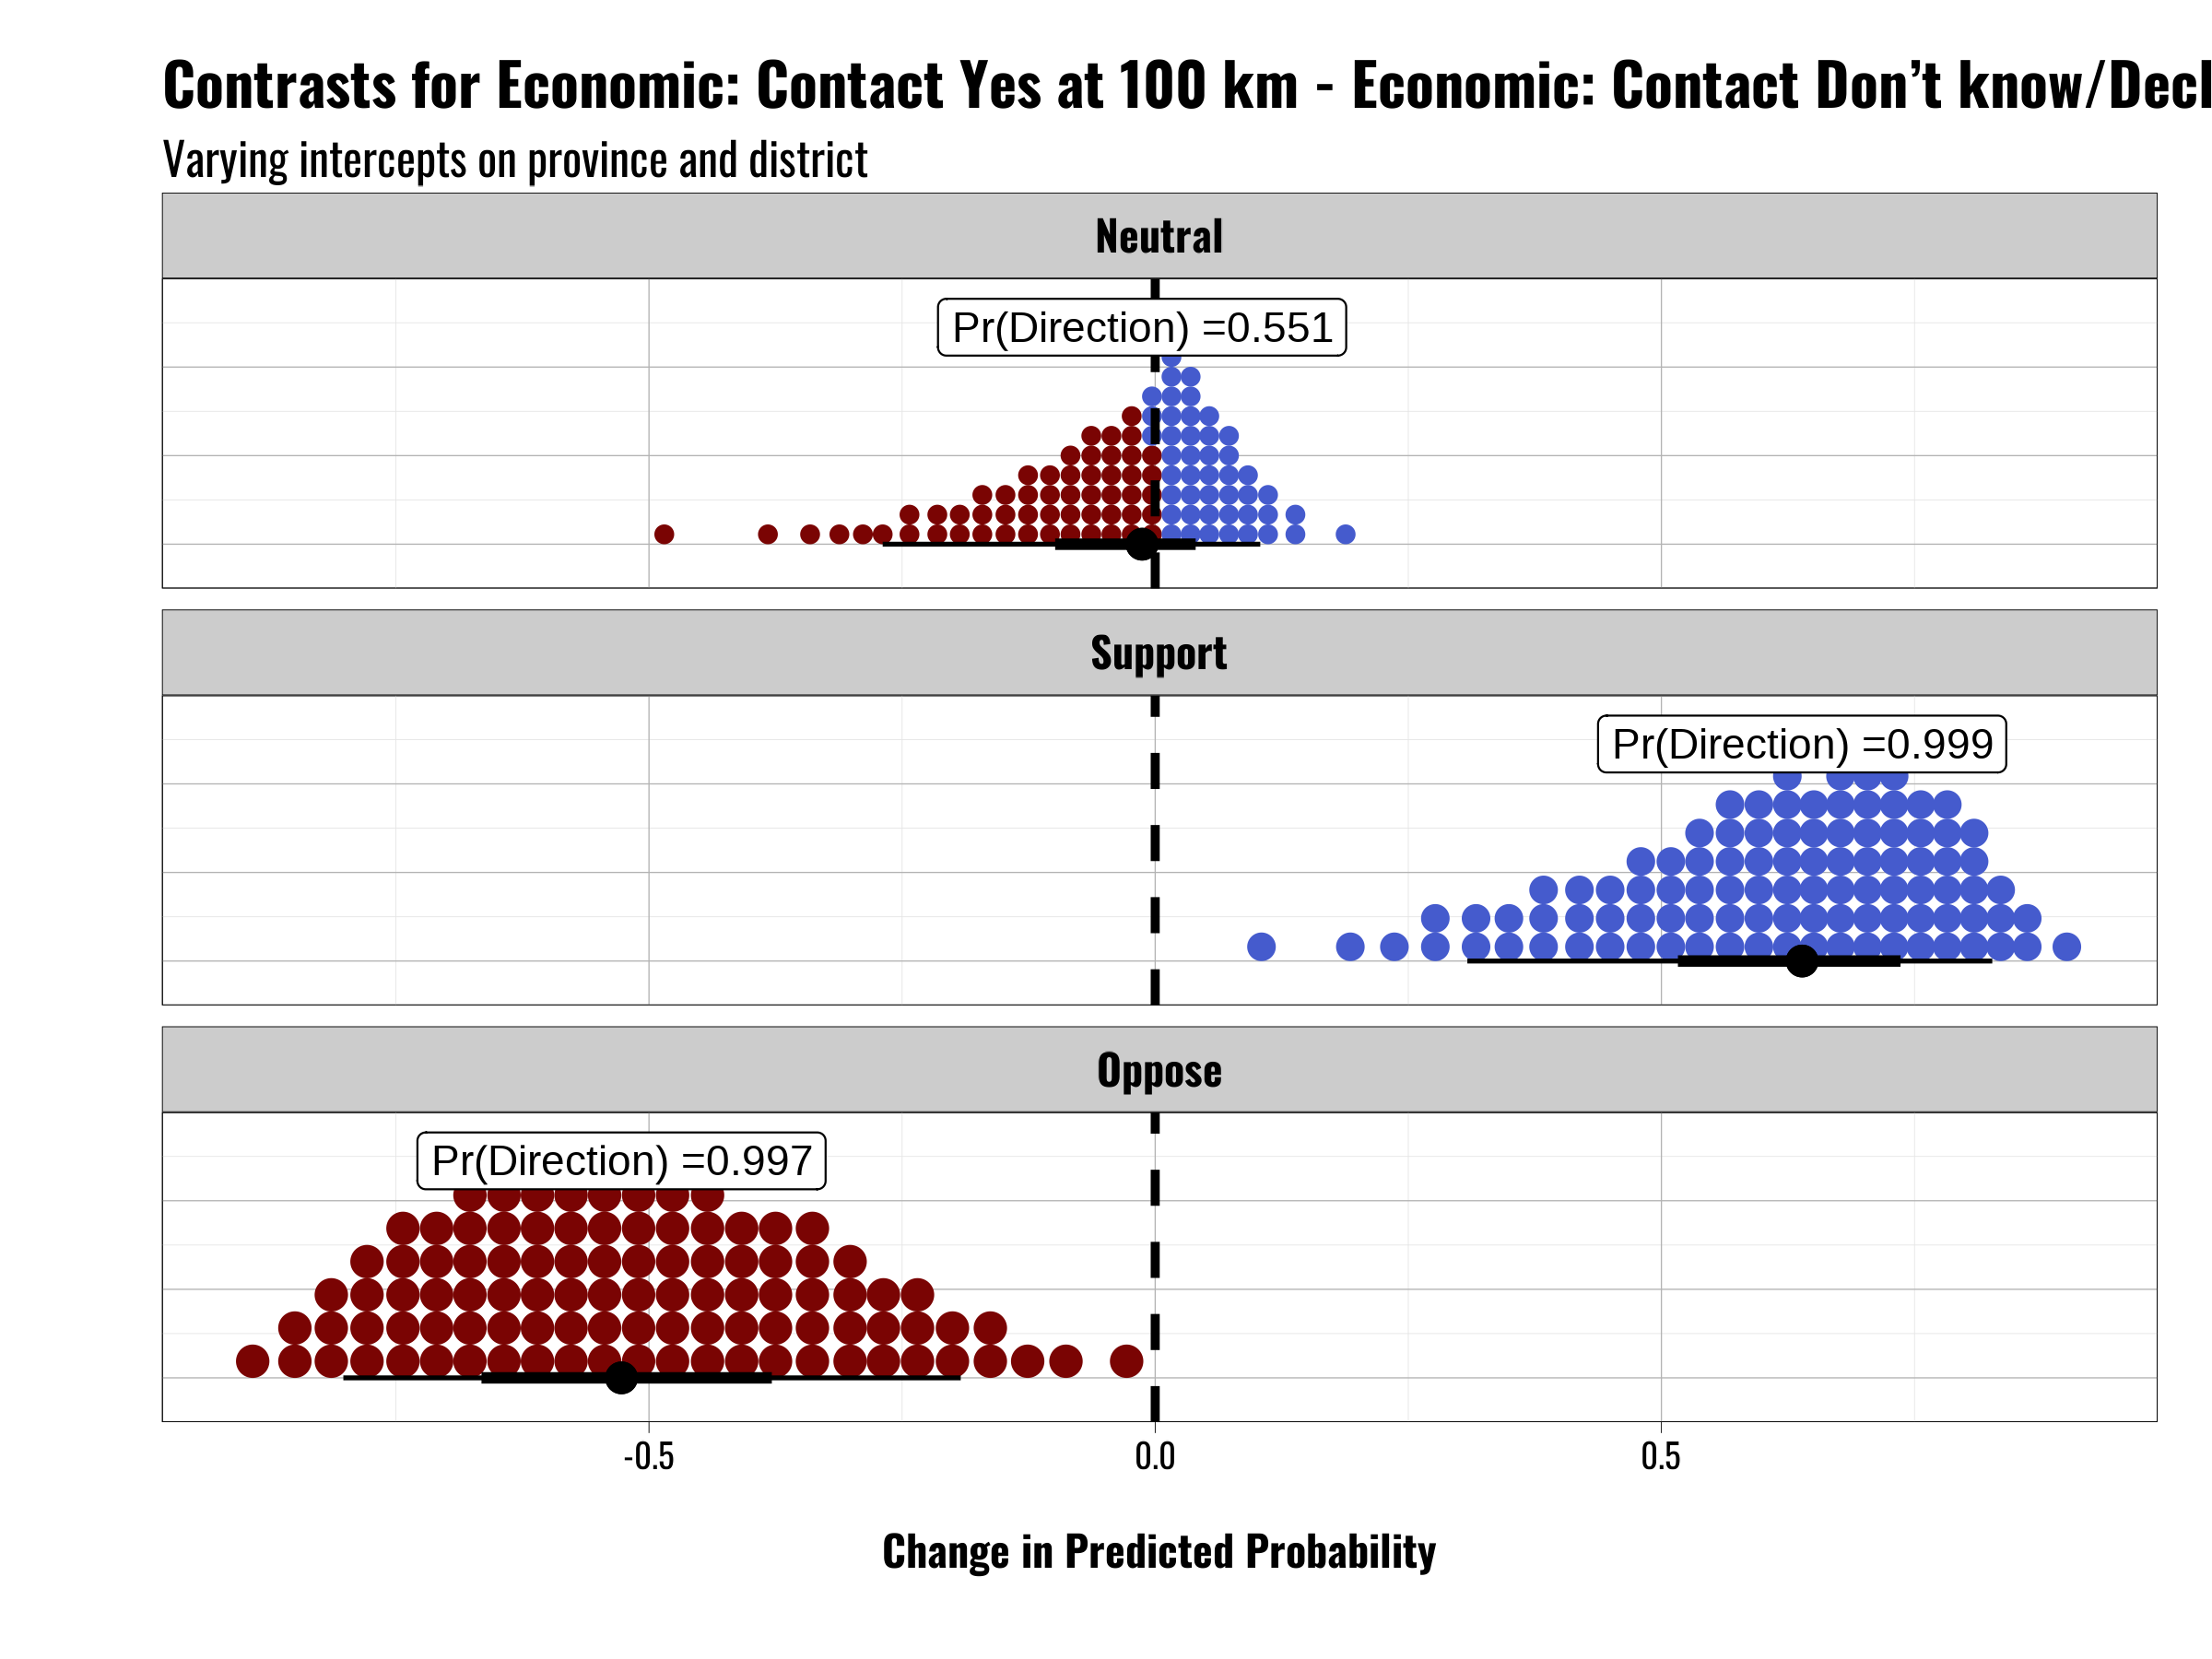 Contrasts for Economic: Contact Yes at 100 km - Economic: Contact Don’t know/Decl
Varying intercepts on province and district
Neutral
Pr(Direction) =0.551
Support
Pr(Direction) =0.999
Oppose
Pr(Direction) =0.997
-0.5 0.0 0.5
Change in Predicted Probability